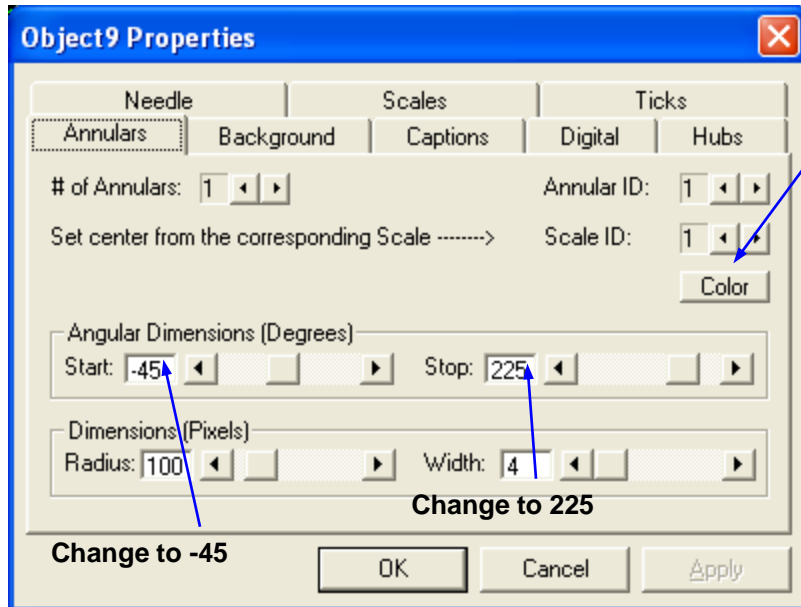 Object9 Properties
Needle Scales Ticks
Annulars Background Captions Digital Hubs
# of Annulars: 1 Annular ID: 1
Set center from the corresponding Scale -------> Scale ID: 1
Color
Angular Dimensions (Degrees)
Start: -45 Stop: 225
Dimensions (Pixels)
Radius: 100 Width: 4
Change to 225
Change to -45
OK Cancel Apply